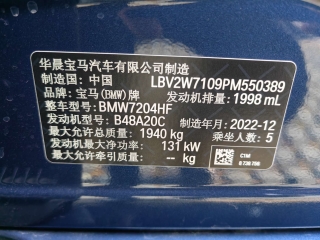 华晨宝马汽车有限公司制造
制造国：中国 LBV2W7109PM550389
品牌：宝马(BMW)牌 发动机排量：1998 mL
整车型号：BMW7204HF
发动机型号：B48A20C 制造年月：2022-12
最大允许总质量：1940 kg 乘坐人数：5
发动机最大净功率：131 kW
最大允许牵引质量：-- kg